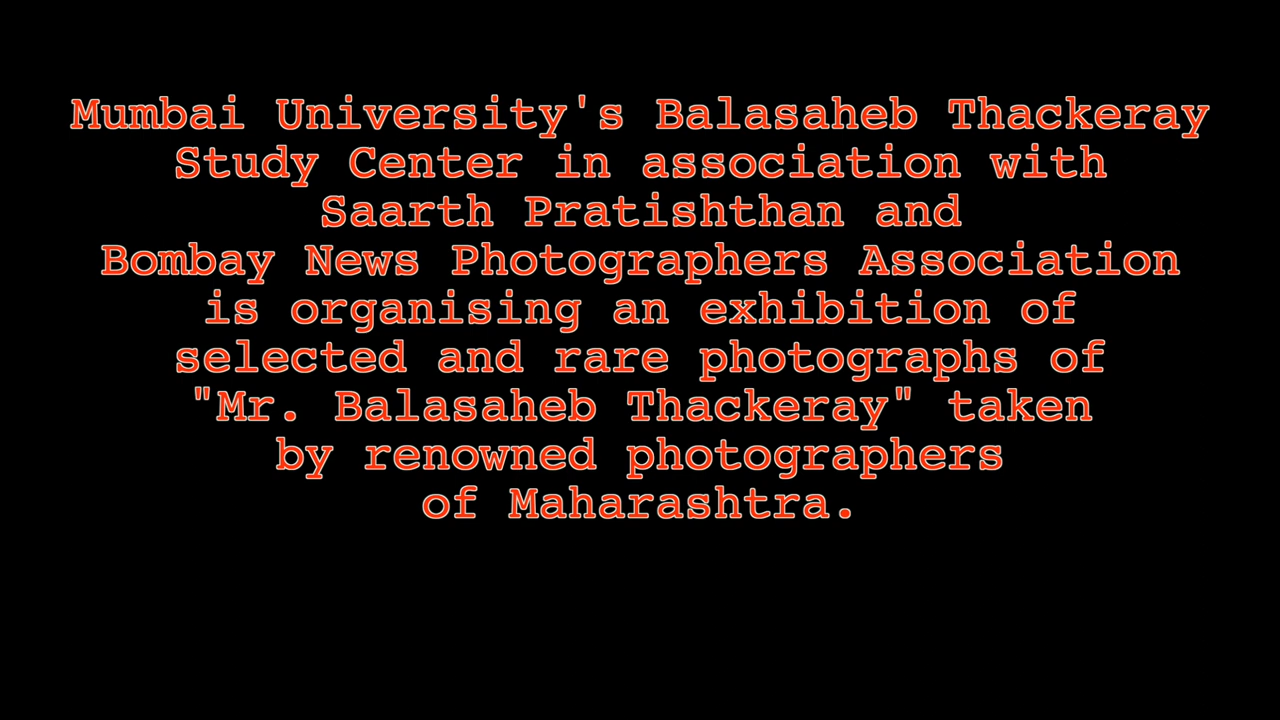 Mumbai University's Balasaheb Thackeray
Study Center in association with
Saarth Pratishthan and
Bombay News Photographers Association
is organising an exhibition of
selected and rare photographs of
"Mr. Balasaheb Thackeray" taken
by renowned photographers
of Maharashtra.